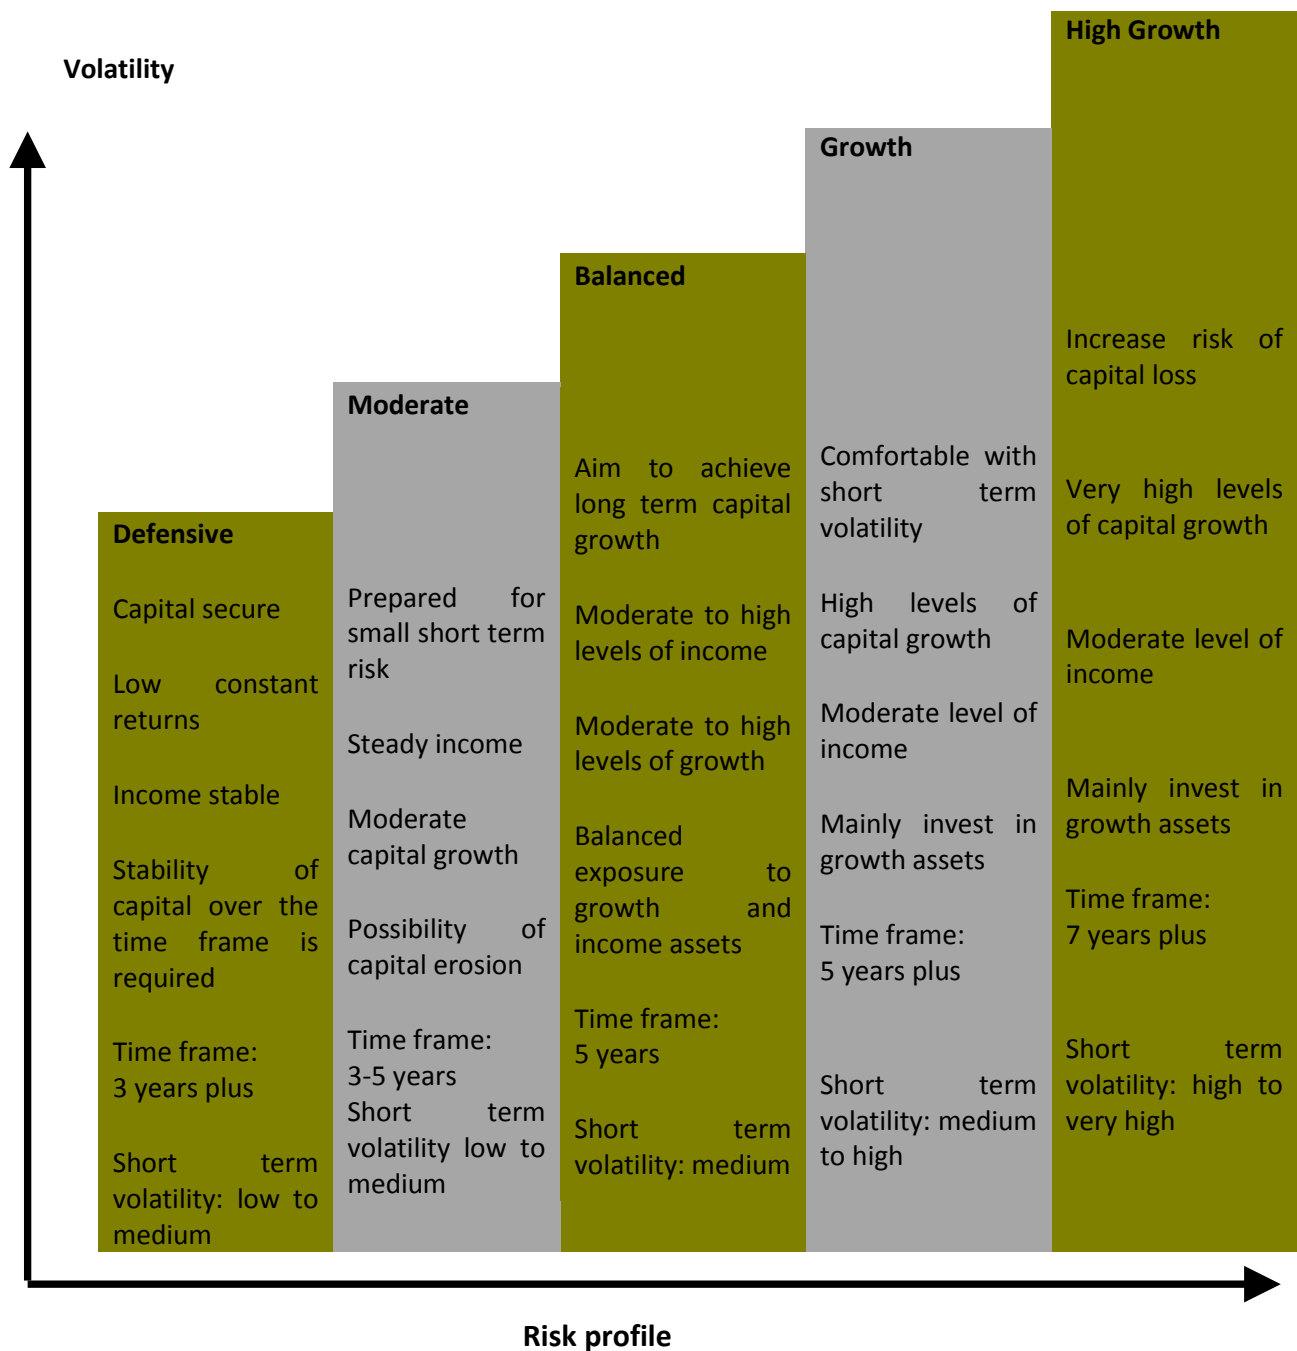 Volatility
Defensive
Capital secure
Low constant
returns
Income stable
Stability of
capital over the
time frame is
required
Time frame:
3 years plus
Short term
volatility: low to
medium
Moderate
Prepared for
small short term
risk
Steady income
Moderate
capital growth
Possibility of
capital erosion
Time frame:
3-5 years
Short term
volatility low to
medium
Balanced
Aim to achieve
long term capital
growth
Moderate to high
levels of income
Moderate to high
levels of growth
Balanced
exposure to
growth and
income assets
Time frame:
5 years
Short term
volatility: medium
Growth
Comfortable with
short term
volatility
High levels of
capital growth
Moderate level of
income
Mainly invest in
growth assets
Time frame:
5 years plus
Short term
volatility: medium
to high
High Growth
Increase risk of
capital loss
Very high levels
of capital growth
Moderate level of
income
Mainly invest in
growth assets
Time frame:
7 years plus
Short term
volatility: high to
very high
Risk profile